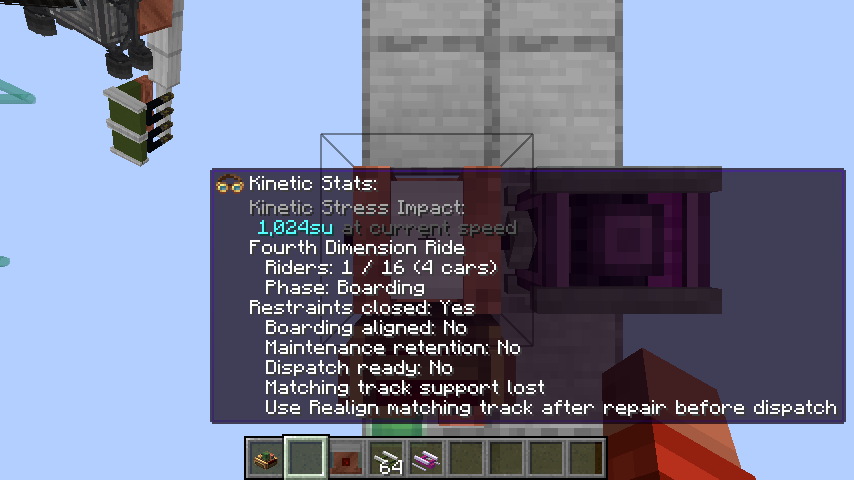 Kinetic Stats:
Kinetic Stress Impact:
1,024su at current speed
Fourth Dimension Ride
Riders: 1 / 16 (4 cars)
Phase: Boarding
Restraints closed: Yes
Boarding aligned: No
Maintenance retention: No
Dispatch ready: No
Matching track support lost
Use Realign matching track after repair before dispatch
64